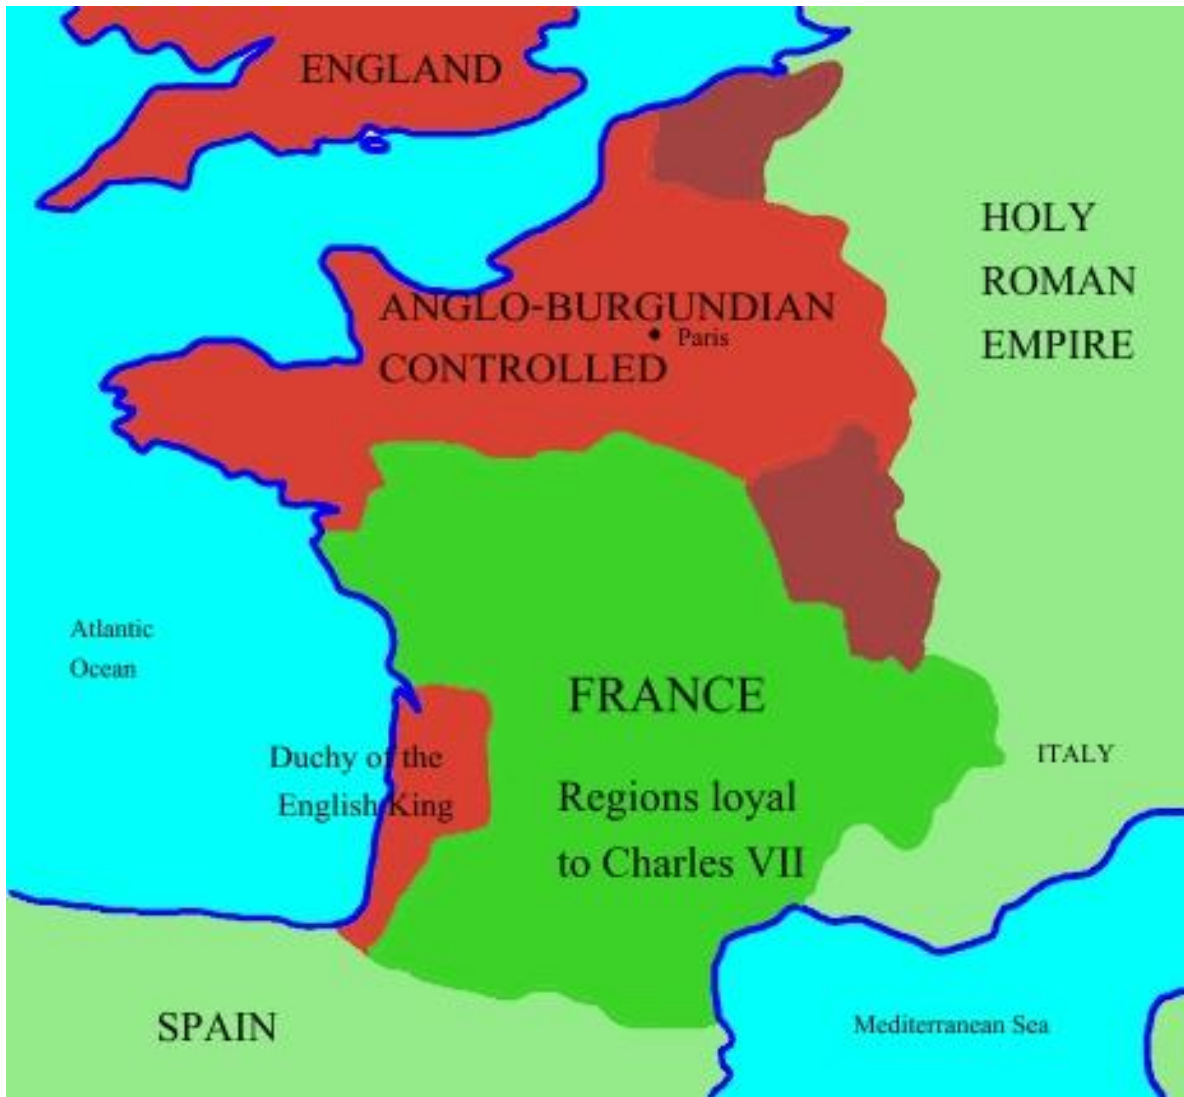 ENGLAND
HOLY
ROMAN
EMPIRE
ANGLO-BURGUNDIAN
CONTROLLED
Paris
Atlantic
Ocean
FRANCE
Regions loyal
to Charles VII
Duchy of the
English King
ITALY
SPAIN
Mediterranean Sea